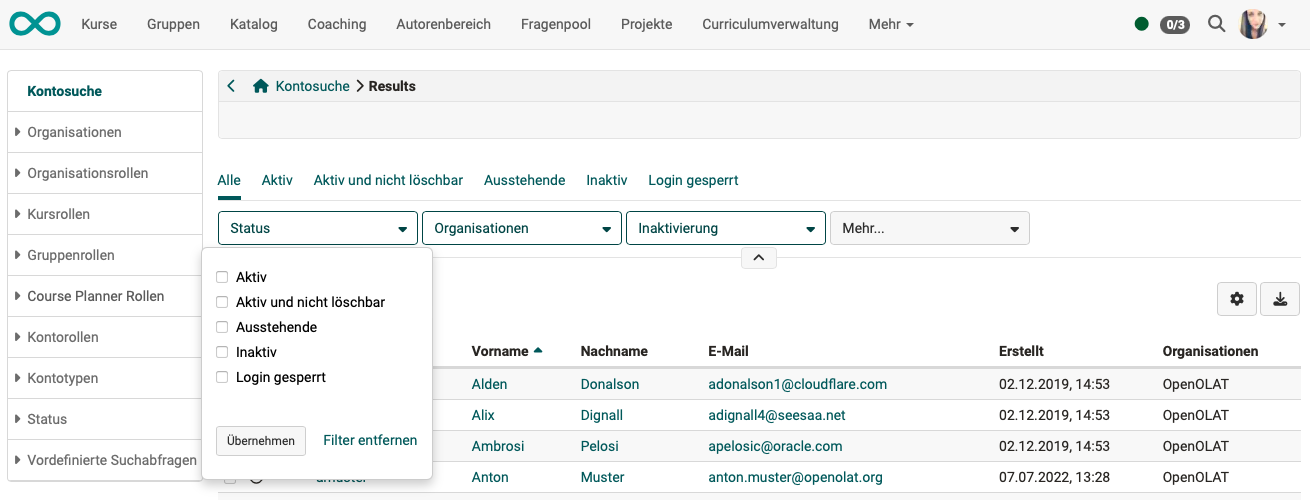 Kurse Gruppen Katalog Coaching Autorenbereich Fragenpool Projekte Curriculumverwaltung Mehr 0/3
Kontosuche
Organisationen
Organisationsrollen
Kursrollen
Gruppenrollen
Course Planner Rollen
Kontorollen
Kontotypen
Status
Vordefinierte Suchabfragen
Kontosuche Results
Alle Aktiv Aktiv und nicht löschbar Ausstehende Inaktiv Login gesperrt
Status Organisationen Inaktivierung Mehr...
Aktiv
Aktiv und nicht löschbar
Ausstehende
Inaktiv
Login gesperrt
Übernehmen Filter entfernen
Vorname Nachname E-Mail Erstellt Organisationen
Alden Donalson adonalson1@cloudflare.com 02.12.2019, 14:53 OpenOLAT
Alix Dignall adignall4@seesaa.net 02.12.2019, 14:53 OpenOLAT
Ambrosi Pelosi apelosic@oracle.com 02.12.2019, 14:53 OpenOLAT
Anton Muster anton.muster@openolat.org 07.07.2022, 13:28 OpenOLAT